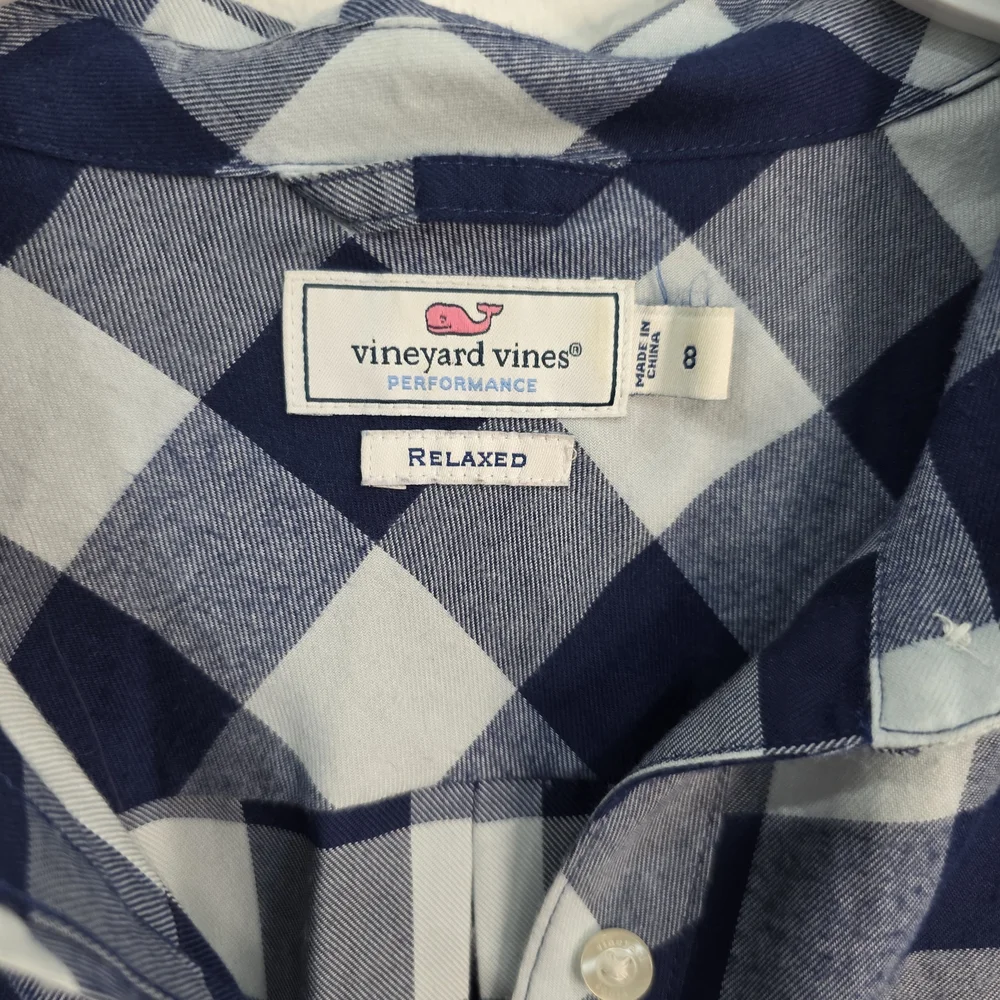 vineyard vines®
PERFORMANCE
MADE IN
CHINA
8
RELAXED